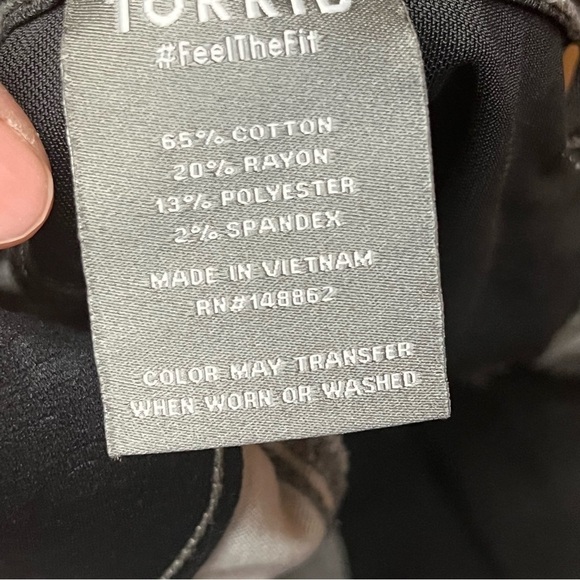 TORRID
#FeelTheFit
65% COTTON
20% RAYON
13% POLYESTER
2% SPANDEX
MADE IN VIETNAM
RN#148862
COLOR MAY TRANSFER
WHEN WORN OR WASHED